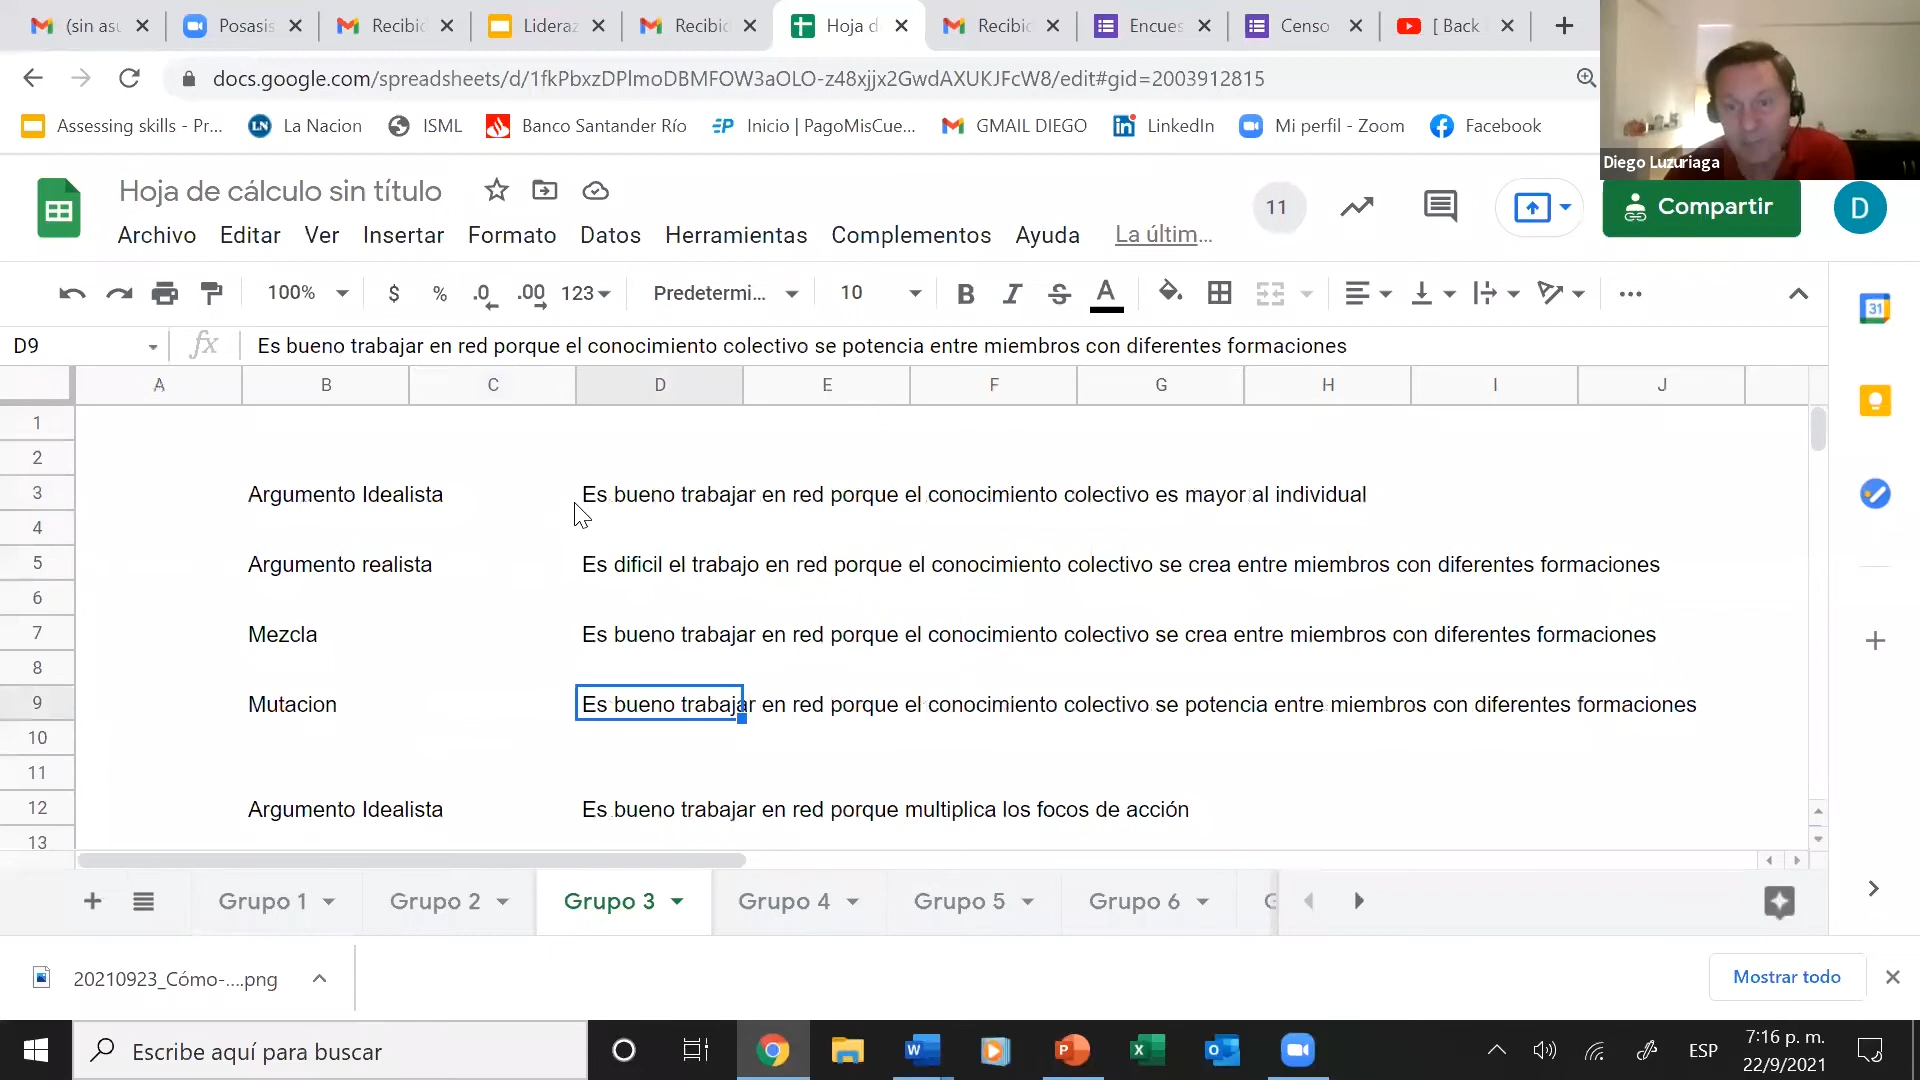 (sin asu
Posasis
Recibid
Lideraz
Recibid
Hoja d
Recibid
Encues
Censo
[ Back
docs.google.com/spreadsheets/d/1fkPbxzDPlmoDBMFOW3aOLO-z48xjjx2GwdAXUKJFcW8/edit#gid=2003912815
Assessing skills - Pr...
LN La Nacion
ISML
Banco Santander Río
Inicio | PagoMisCue...
GMAIL DIEGO
LinkedIn
Mi perfil - Zoom
Facebook
Diego Luzuriaga
Hoja de cálculo sin título
11
Compartir
D
Archivo Editar Ver Insertar Formato Datos Herramientas Complementos Ayuda La últim...
100% $ % .0 .00 123 Predetermi... 10 B I S A
31
D9 fx Es bueno trabajar en red porque el conocimiento colectivo se potencia entre miembros con diferentes formaciones
A B C D E F G H I J
1
2
3 Argumento Idealista Es bueno trabajar en red porque el conocimiento colectivo es mayor al individual
4
5 Argumento realista Es dificil el trabajo en red porque el conocimiento colectivo se crea entre miembros con diferentes formaciones
6
7 Mezcla Es bueno trabajar en red porque el conocimiento colectivo se crea entre miembros con diferentes formaciones
8
9 Mutacion Es bueno trabajar en red porque el conocimiento colectivo se potencia entre miembros con diferentes formaciones
10
11
12 Argumento Idealista Es bueno trabajar en red porque multiplica los focos de acción
13
Grupo 1 Grupo 2 Grupo 3 Grupo 4 Grupo 5 Grupo 6 G
20210923_Cómo-....png
Mostrar todo
Escribe aquí para buscar
ESP
7:16 p. m.
22/9/2021